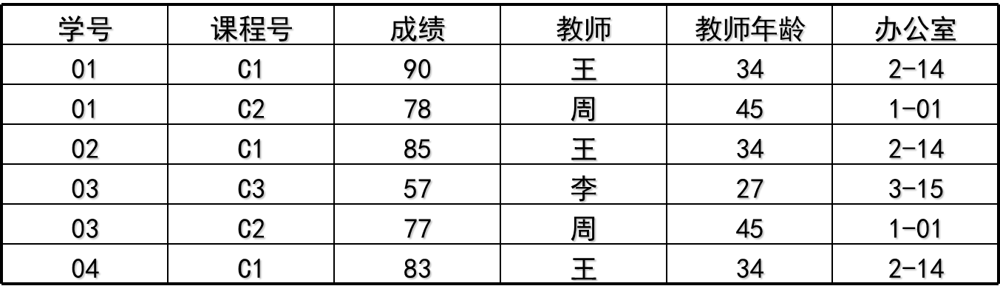 学号 课程号 成绩 教师 教师年龄 办公室
01 C1 90 王 34 2-14
01 C2 78 周 45 1-01
02 C1 85 王 34 2-14
03 C3 57 李 27 3-15
03 C2 77 周 45 1-01
04 C1 83 王 34 2-14